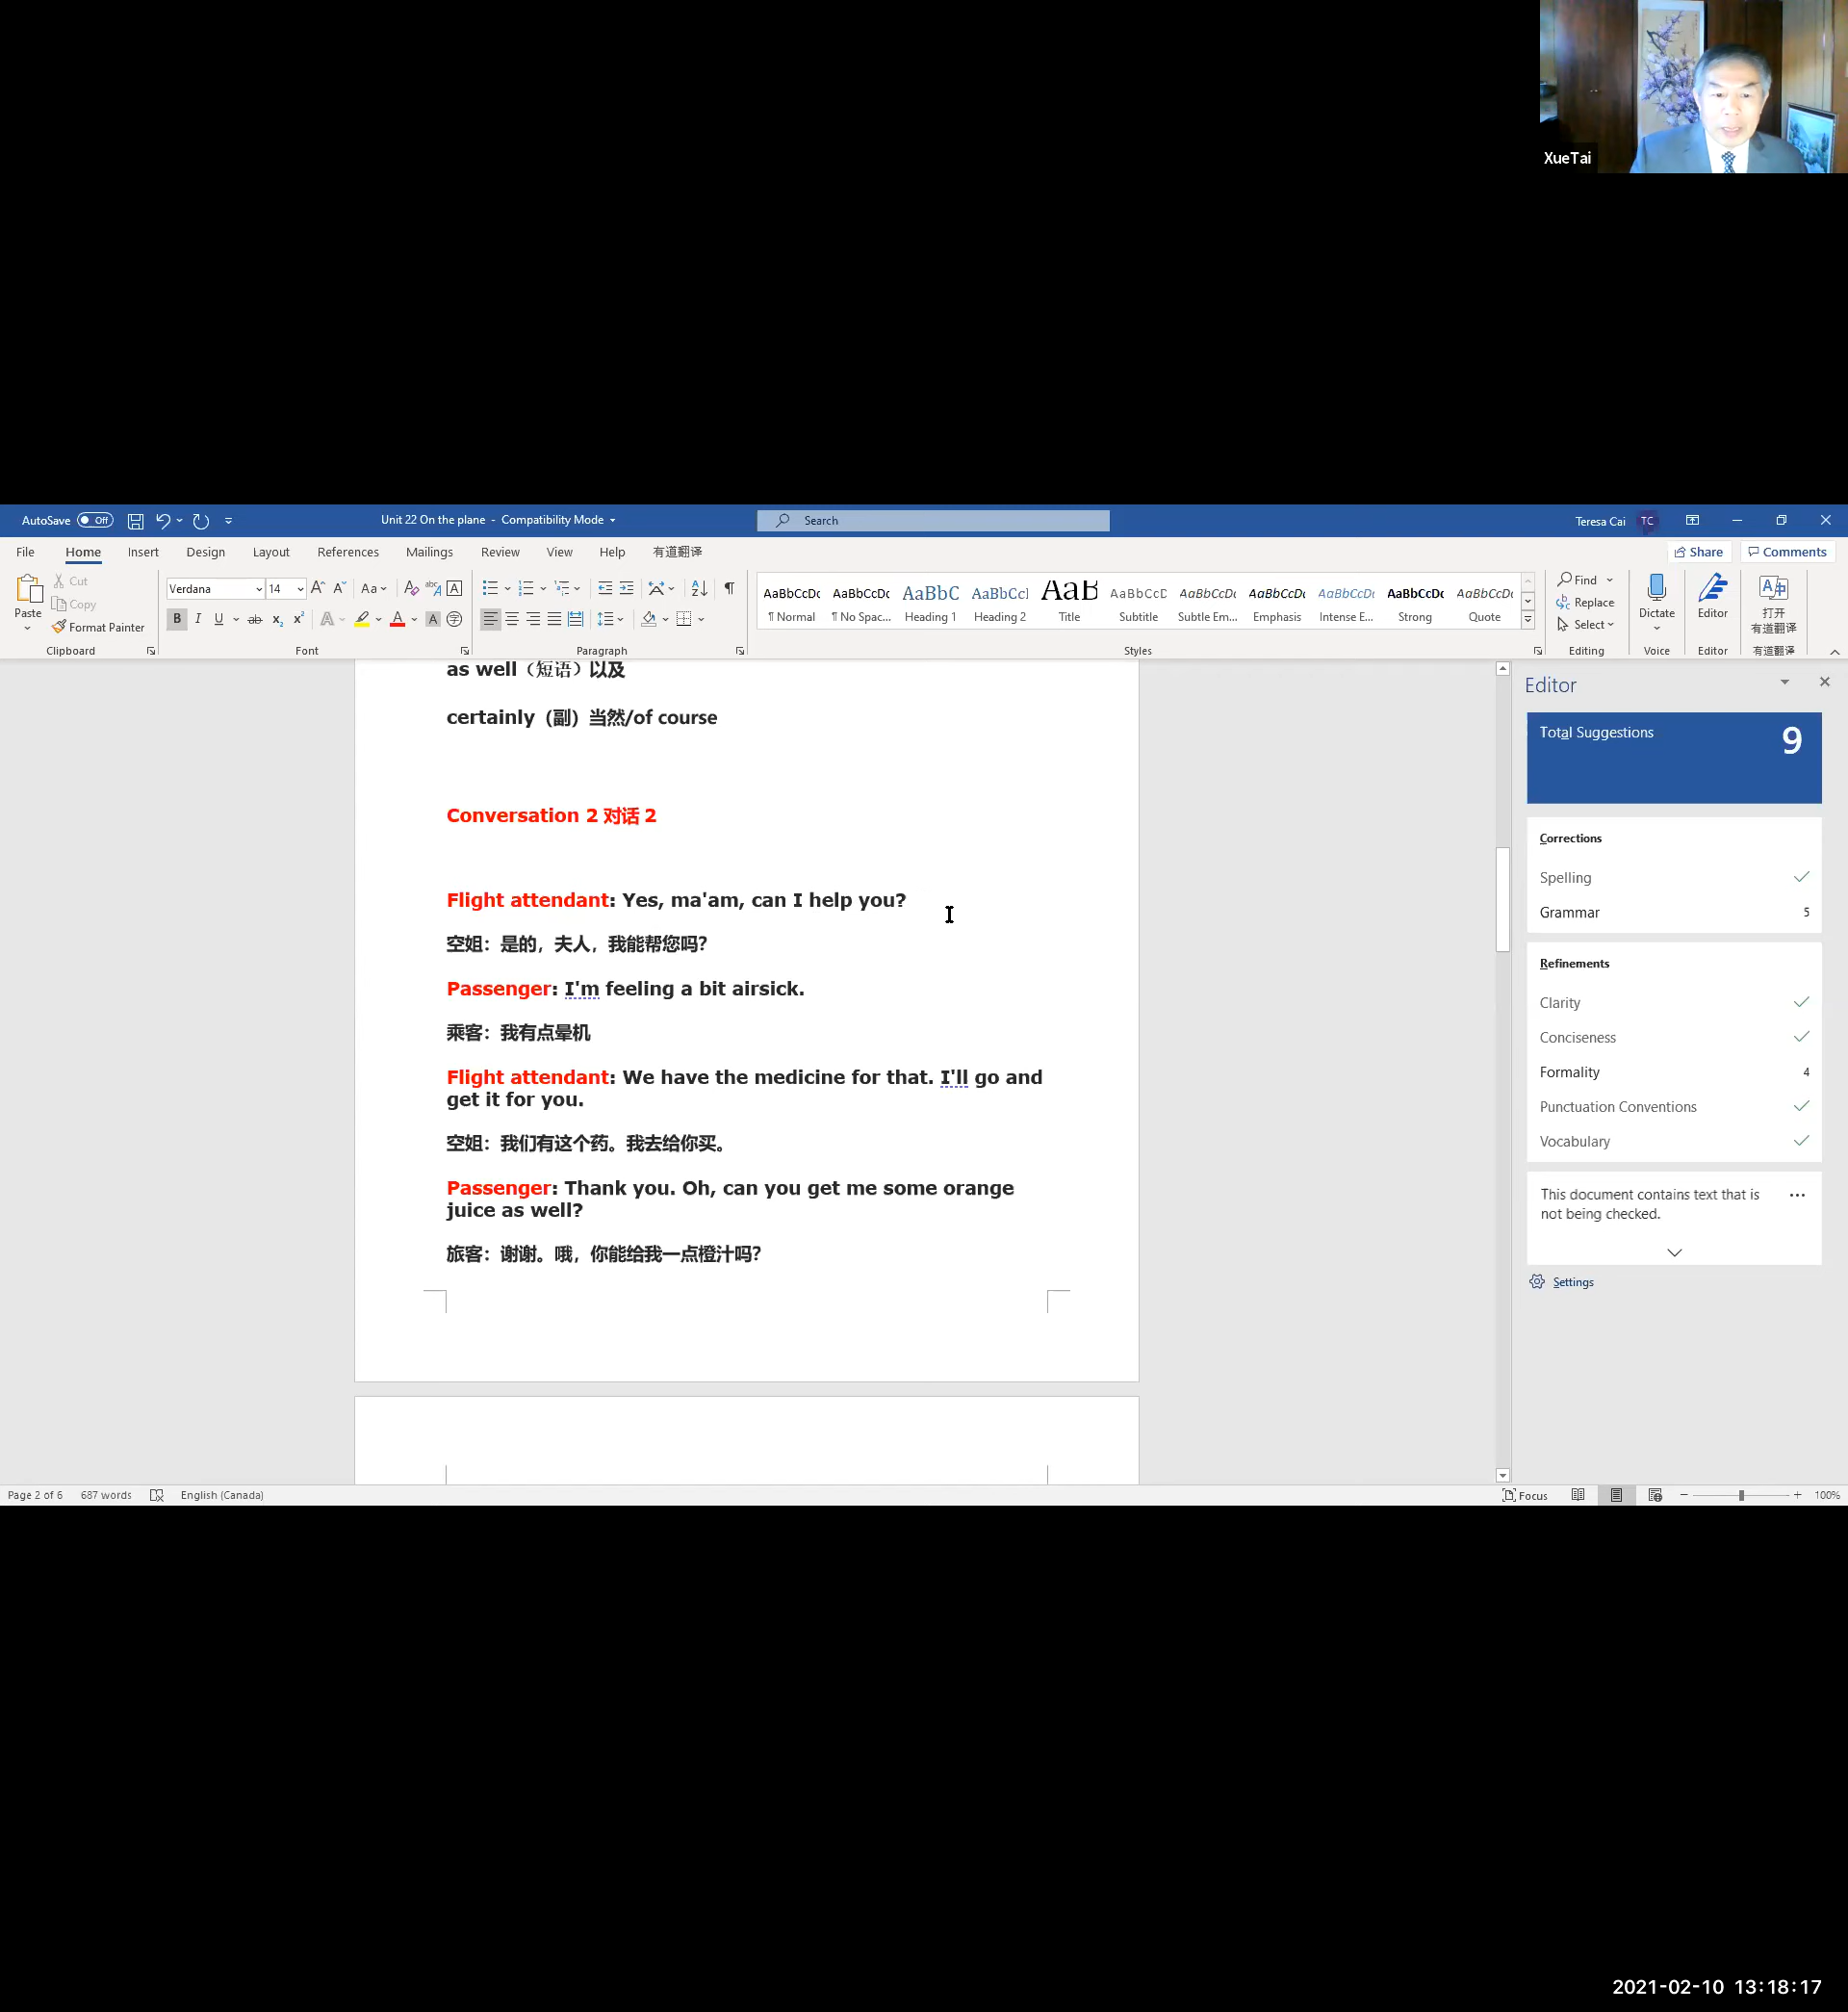 XueTai
AutoSave Off
Unit 22 On the plane - Compatibility Mode
Search
Teresa Cai TC
File Home Insert Design Layout References Mailings Review View Help 有道翻译
Share Comments
Paste
Cut
Copy
Format Painter
Verdana 14
¶ Normal
¶ No Spac...
Heading 1
Heading 2
Title
Subtitle
Subtle Em...
Emphasis
Intense E...
Strong
Quote
Find
Replace
Select
Dictate
Editor
打开
有道翻译
Clipboard Font Paragraph Styles Editing Voice Editor 有道翻译
as well（短语）以及
certainly（副）当然/of course
Conversation 2 对话 2
Flight attendant: Yes, ma'am, can I help you?
空姐：是的，夫人，我能帮您吗?
Passenger: I'm feeling a bit airsick.
乘客：我有点晕机
Flight attendant: We have the medicine for that. I'll go and
get it for you.
空姐：我们有这个药。我去给你买。
Passenger: Thank you. Oh, can you get me some orange
juice as well?
旅客：谢谢。哦，你能给我一点橙汁吗?
Editor
Total Suggestions 9
Corrections
Spelling
Grammar 5
Refinements
Clarity
Conciseness
Formality 4
Punctuation Conventions
Vocabulary
This document contains text that is
not being checked.
Settings
Page 2 of 6 687 words English (Canada) Focus 100%
2021-02-10 13:18:17